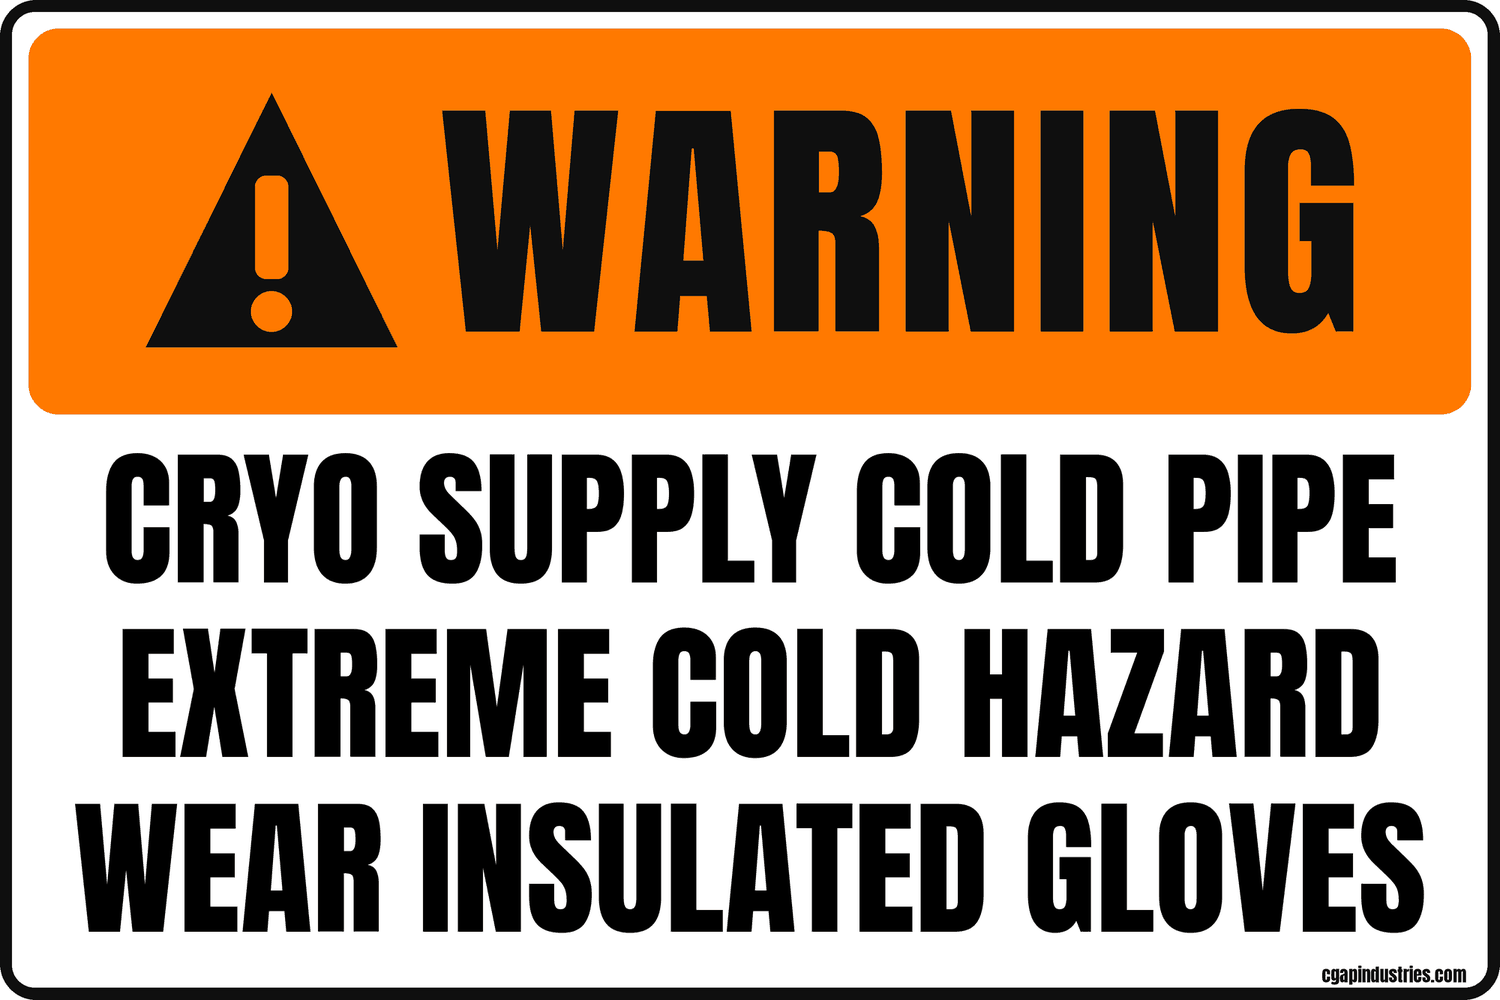 WARNING
CRYO SUPPLY COLD PIPE
EXTREME COLD HAZARD
WEAR INSULATED GLOVES
cgapindustries.com